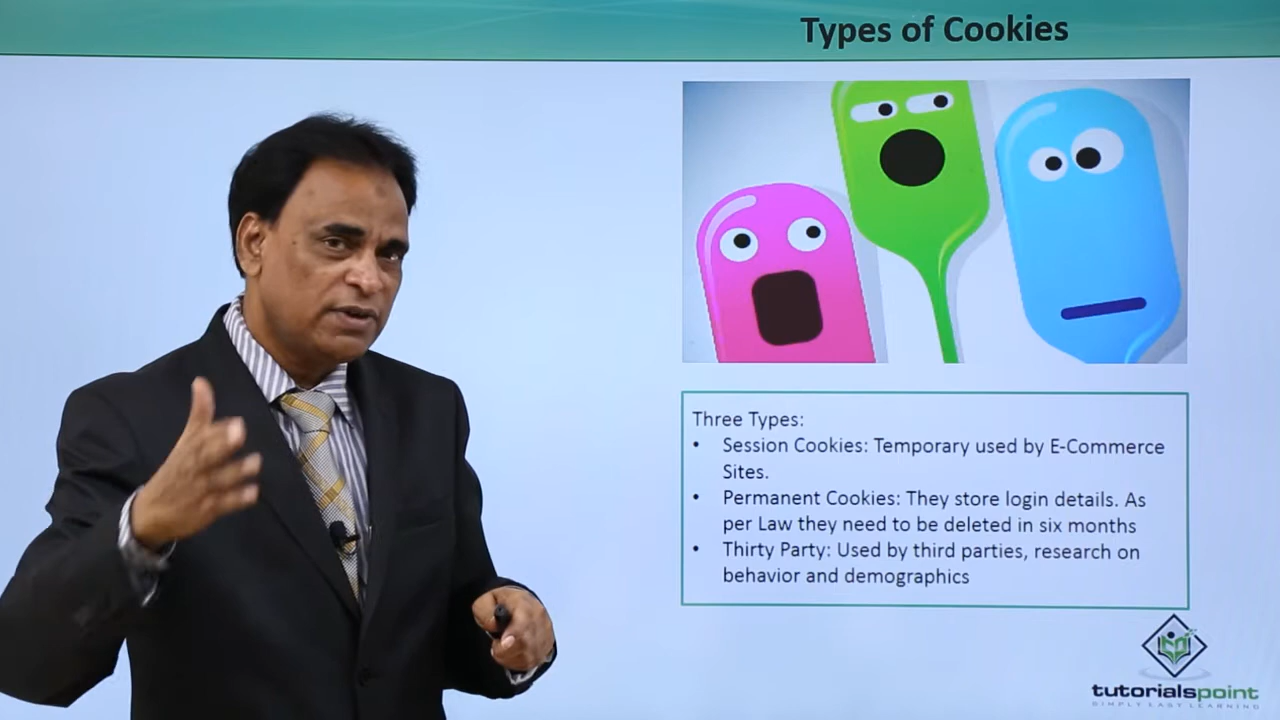 Types of Cookies
Three Types:
• Session Cookies: Temporary used by E-Commerce
Sites.
• Permanent Cookies: They store login details. As
per Law they need to be deleted in six months
• Thirty Party: Used by third parties, research on
behavior and demographics
tutorialspoint
SIMPLY EASY LEARNING